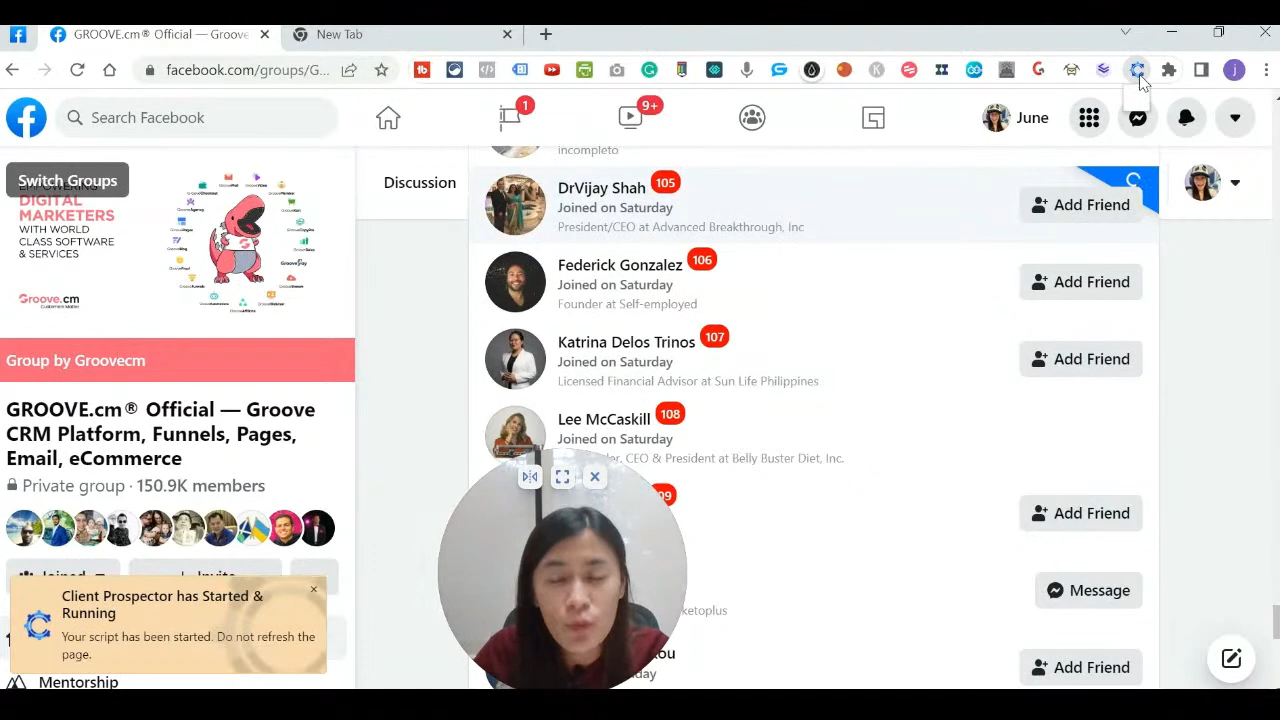 GROOVE.cm® Official — Groove
New Tab
facebook.com/groups/G...
j
Search Facebook
1
9+
June
Switch Groups
DIGITAL
MARKETERS
WITH WORLD
CLASS SOFTWARE
& SERVICES
Groove.cm
Group by Groovecm
GROOVE.cm® Official — Groove
CRM Platform, Funnels, Pages,
Email, eCommerce
Private group · 150.9K members
Joined
Invite
Client Prospector has Started &
Running
Your script has been started. Do not refresh the
page.
Mentorship
Discussion
incompleto
DrVijay Shah 105
Joined on Saturday
President/CEO at Advanced Breakthrough, Inc
Add Friend
Federick Gonzalez 106
Joined on Saturday
Founder at Self-employed
Add Friend
Katrina Delos Trinos 107
Joined on Saturday
Licensed Financial Advisor at Sun Life Philippines
Add Friend
Lee McCaskill 108
Joined on Saturday
CEO & President at Belly Buster Diet, Inc.
Add Friend
Message
Add Friend